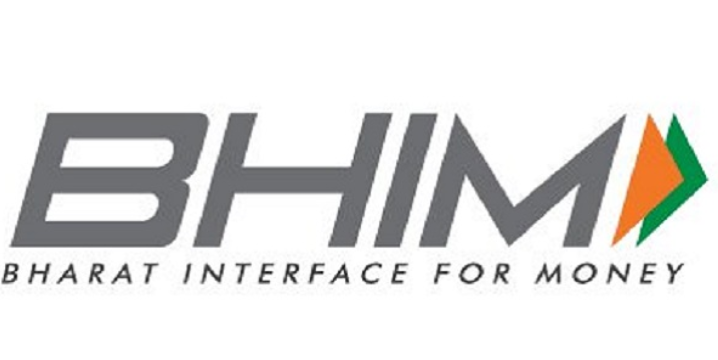 BHIM
BHARAT INTERFACE FOR MONEY